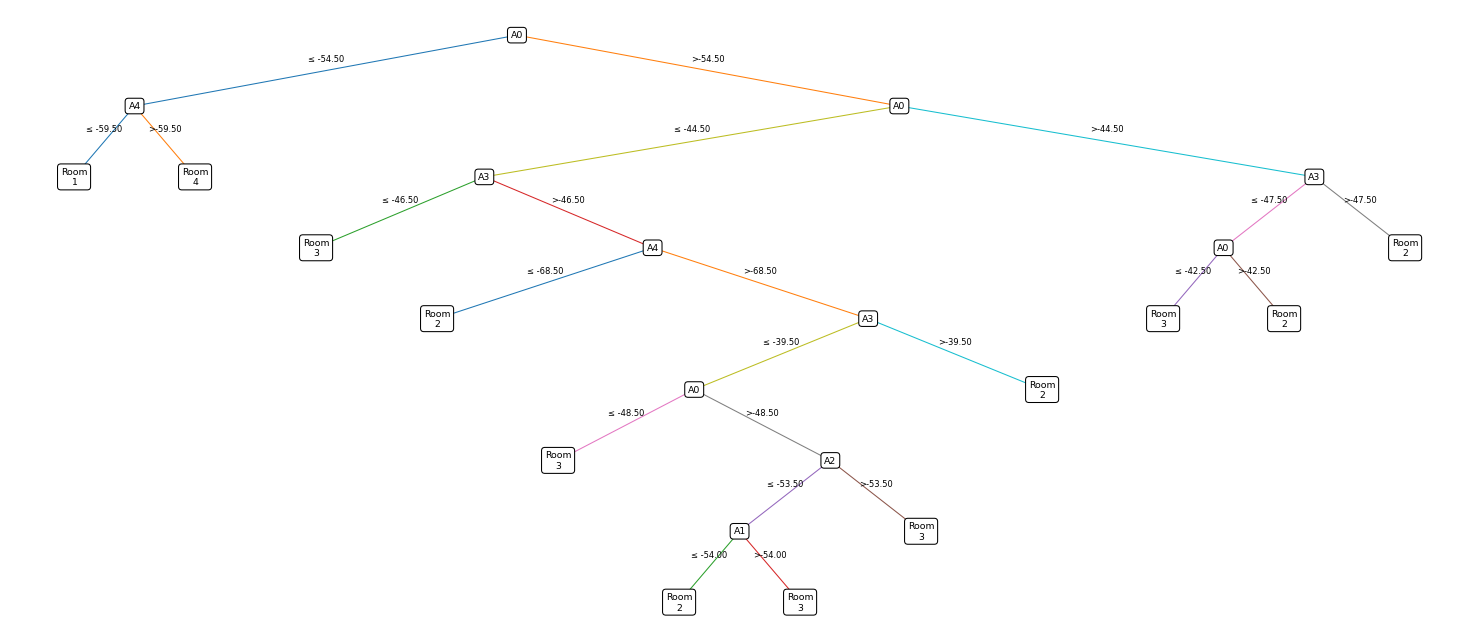 A0
≤ -54.50
>-54.50
A4
A0
≤ -59.50
>-59.50
≤ -44.50
>-44.50
Room
1
Room
4
A3
A3
≤ -46.50
>-46.50
≤ -47.50
>-47.50
Room
3
A4
A0
Room
2
≤ -68.50
>-68.50
≤ -42.50
>-42.50
Room
2
A3
Room
3
Room
2
≤ -39.50
>-39.50
A0
Room
2
≤ -48.50
>-48.50
Room
3
A2
≤ -53.50
>-53.50
A1
Room
3
≤ -54.00
>-54.00
Room
2
Room
3